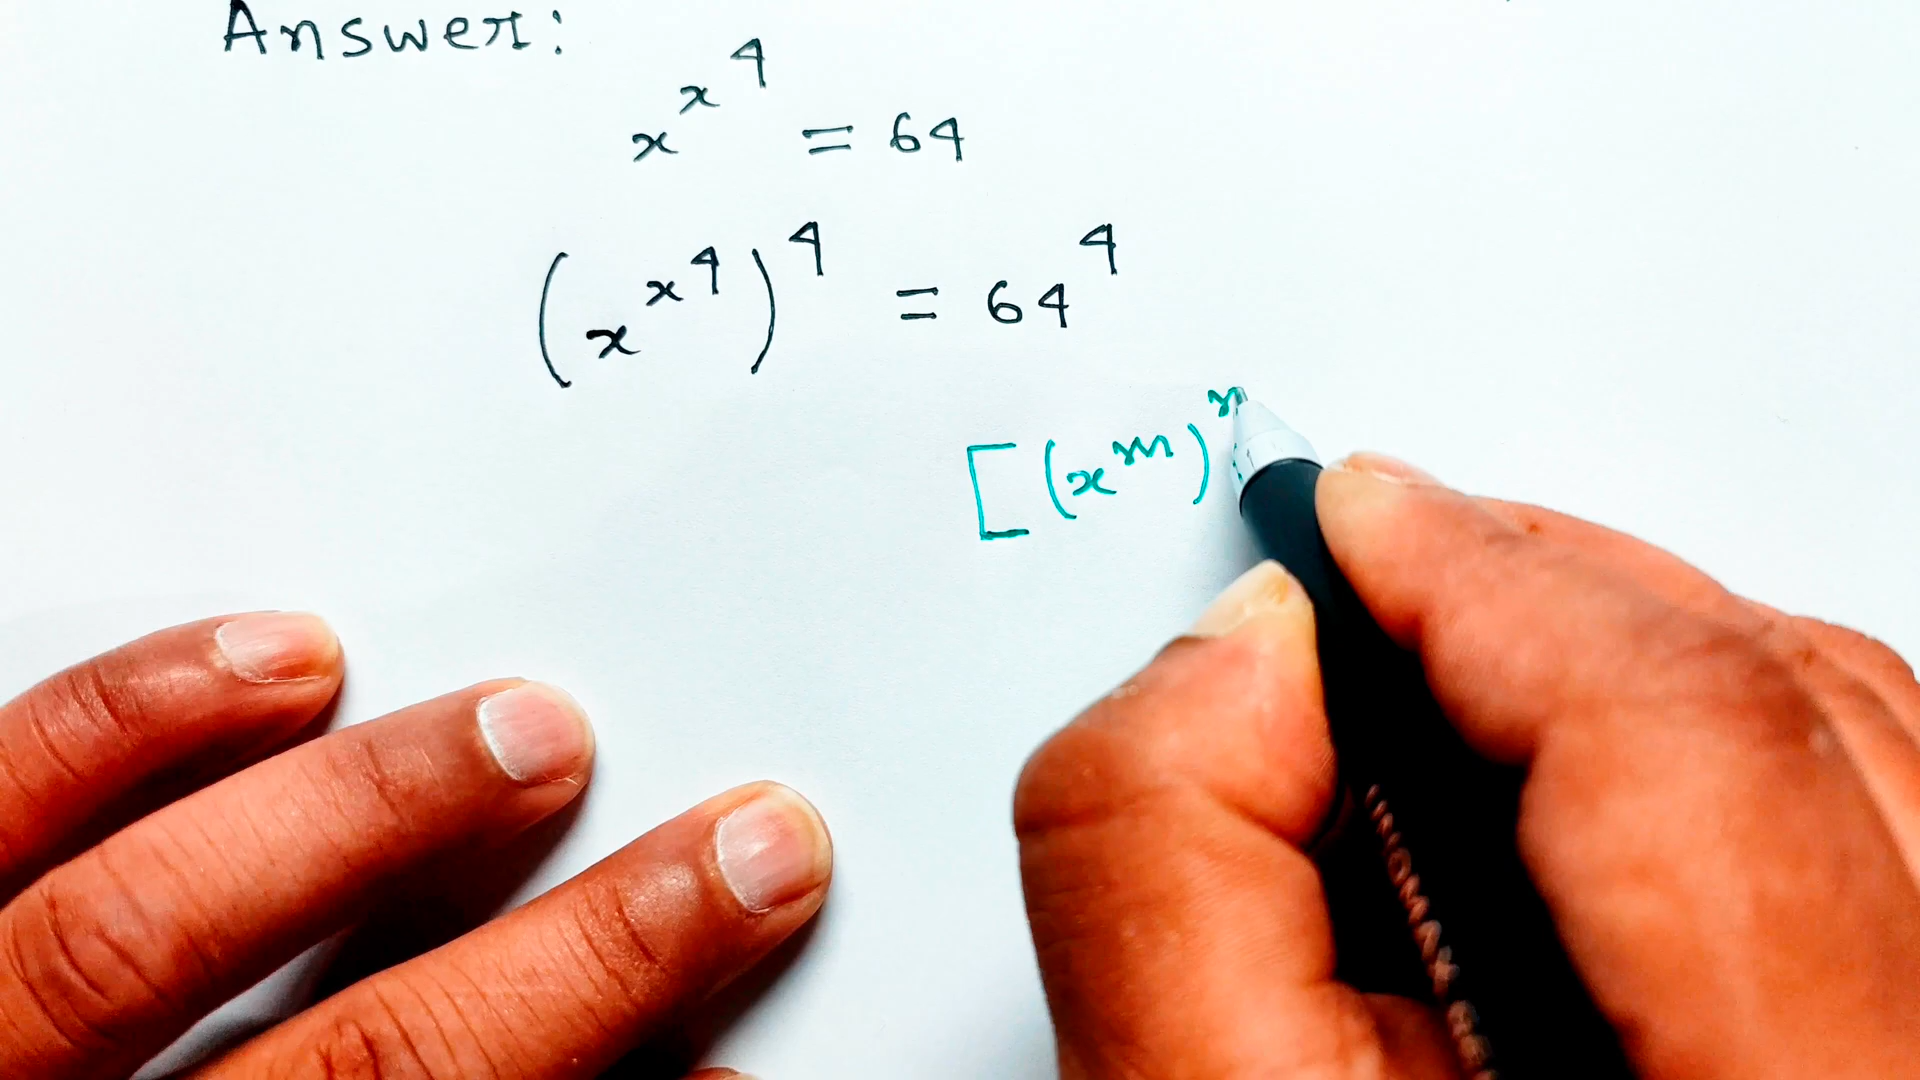 Answer:
x^{x^4} = 64
(x^{x^4})^4 = 64^4
[(x^m)^n